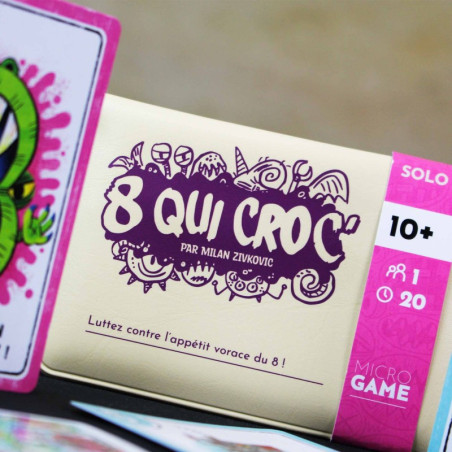 8 QUI CROC'
PAR MILAN ZIVKOVIC
Luttez contre l'appétit vorace du 8 !
SOLO
10+
1
20
MICRO
GAME